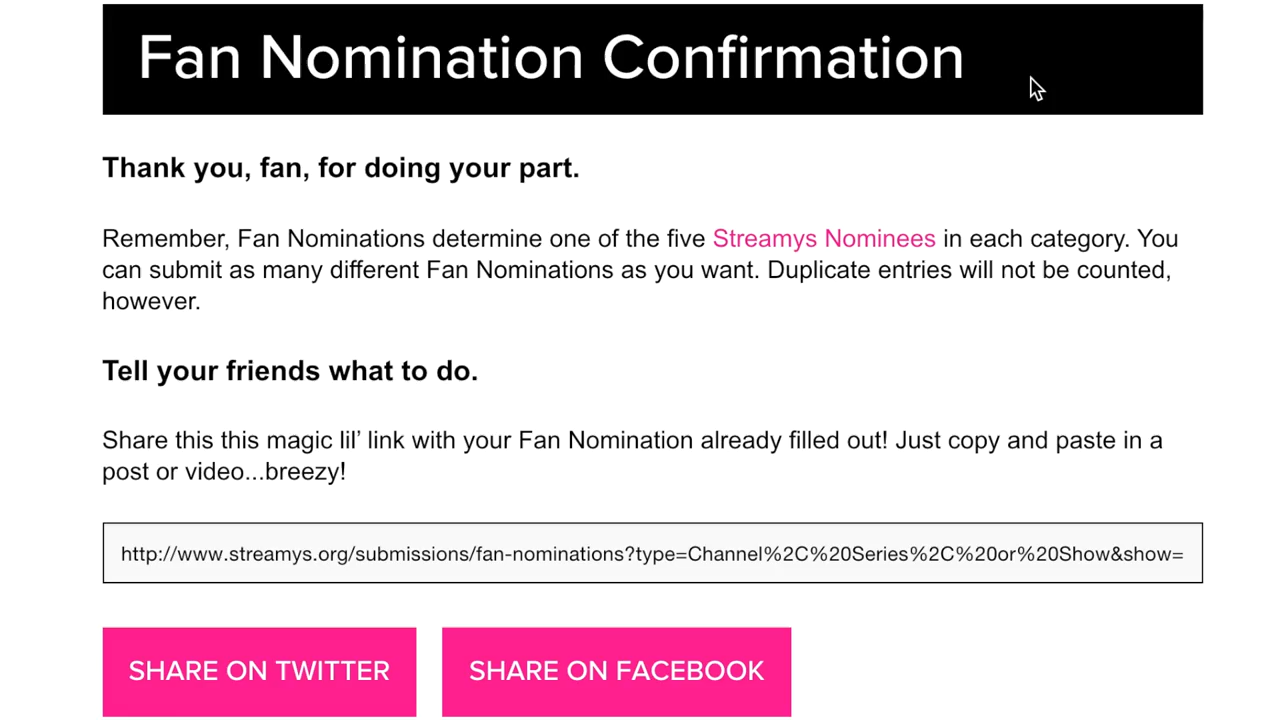 Fan Nomination Confirmation
Thank you, fan, for doing your part.
Remember, Fan Nominations determine one of the five Streamys Nominees in each category. You
can submit as many different Fan Nominations as you want. Duplicate entries will not be counted,
however.
Tell your friends what to do.
Share this this magic lil’ link with your Fan Nomination already filled out! Just copy and paste in a
post or video...breezy!
http://www.streamys.org/submissions/fan-nominations?type=Channel%2C%20Series%2C%20or%20Show&show=
SHARE ON TWITTER SHARE ON FACEBOOK